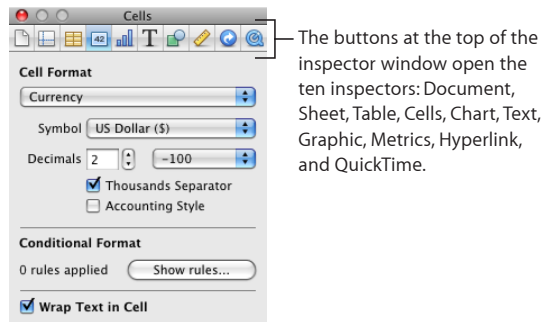 Cells
42
T
The buttons at the top of the
inspector window open the
ten inspectors: Document,
Sheet, Table, Cells, Chart, Text,
Graphic, Metrics, Hyperlink,
and QuickTime.
Cell Format
Currency
Symbol US Dollar ($)
Decimals 2 -100
Thousands Separator
Accounting Style
Conditional Format
0 rules applied Show rules...
Wrap Text in Cell